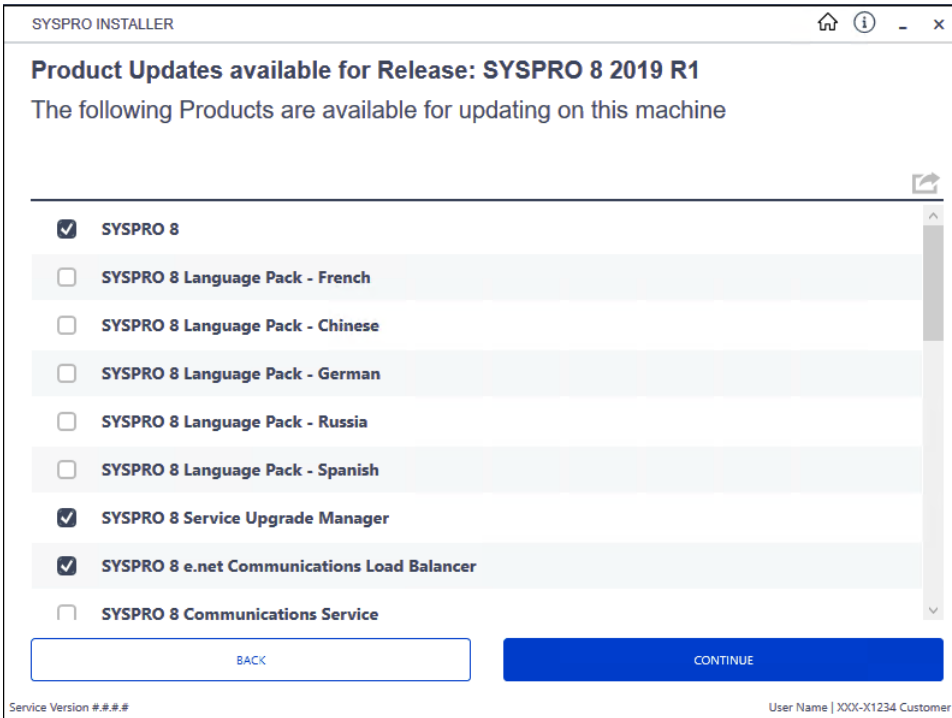 SYSPRO INSTALLER
Product Updates available for Release: SYSPRO 8 2019 R1
The following Products are available for updating on this machine
SYSPRO 8
SYSPRO 8 Language Pack - French
SYSPRO 8 Language Pack - Chinese
SYSPRO 8 Language Pack - German
SYSPRO 8 Language Pack - Russia
SYSPRO 8 Language Pack - Spanish
SYSPRO 8 Service Upgrade Manager
SYSPRO 8 e.net Communications Load Balancer
SYSPRO 8 Communications Service
BACK
CONTINUE
Service Version #.#.#.#
User Name | XXX-X1234 Customer